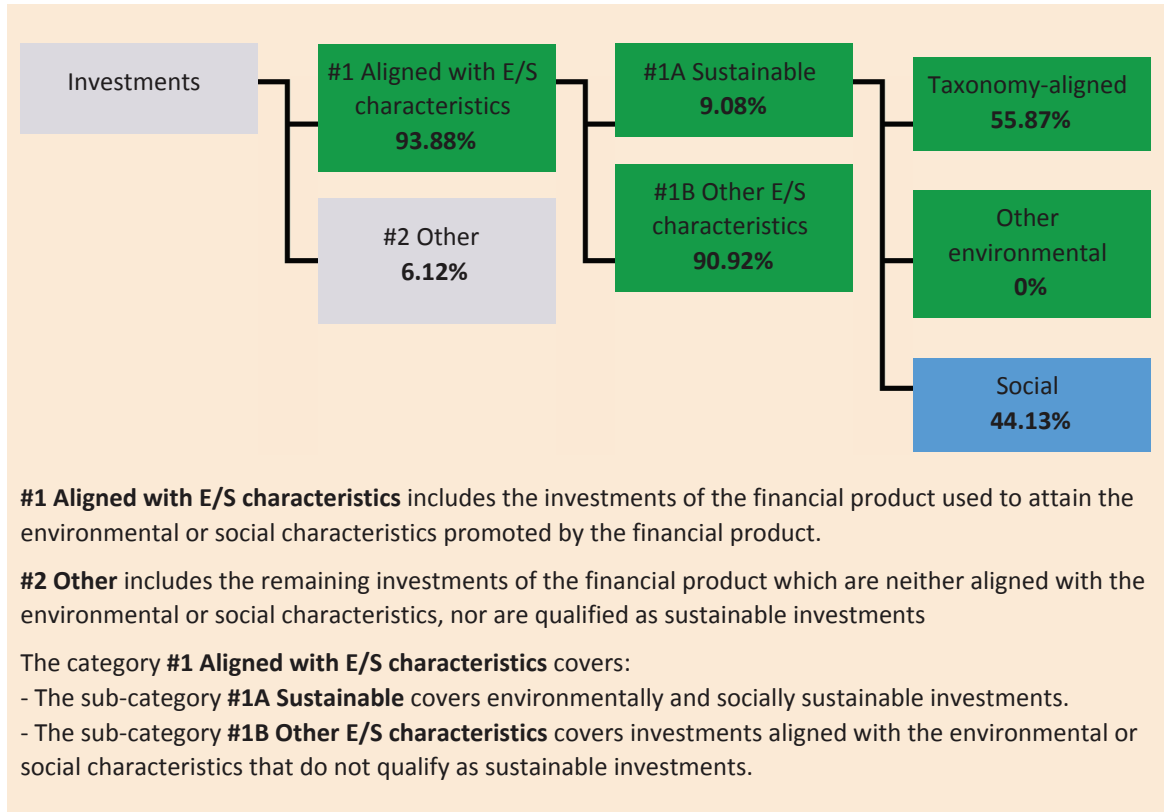 Investments
#1 Aligned with E/S
characteristics
93.88%
#2 Other
6.12%
#1A Sustainable
9.08%
#1B Other E/S
characteristics
90.92%
Taxonomy-aligned
55.87%
Other
environmental
0%
Social
44.13%
#1 Aligned with E/S characteristics includes the investments of the financial product used to attain the
environmental or social characteristics promoted by the financial product.
#2 Other includes the remaining investments of the financial product which are neither aligned with the
environmental or social characteristics, nor are qualified as sustainable investments
The category #1 Aligned with E/S characteristics covers:
- The sub-category #1A Sustainable covers environmentally and socially sustainable investments.
- The sub-category #1B Other E/S characteristics covers investments aligned with the environmental or
social characteristics that do not qualify as sustainable investments.